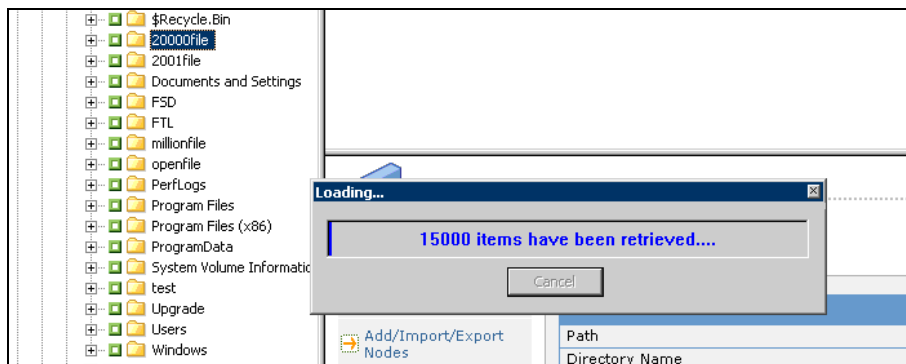 $Recycle.Bin
20000file
2001file
Documents and Settings
FSD
FTL
millionfile
openfile
PerfLogs
Program Files
Program Files (x86)
ProgramData
System Volume Informatic
test
Upgrade
Users
Windows
Loading...
15000 items have been retrieved....
Cancel
Add/Import/Export
Nodes
Path
Directory Name